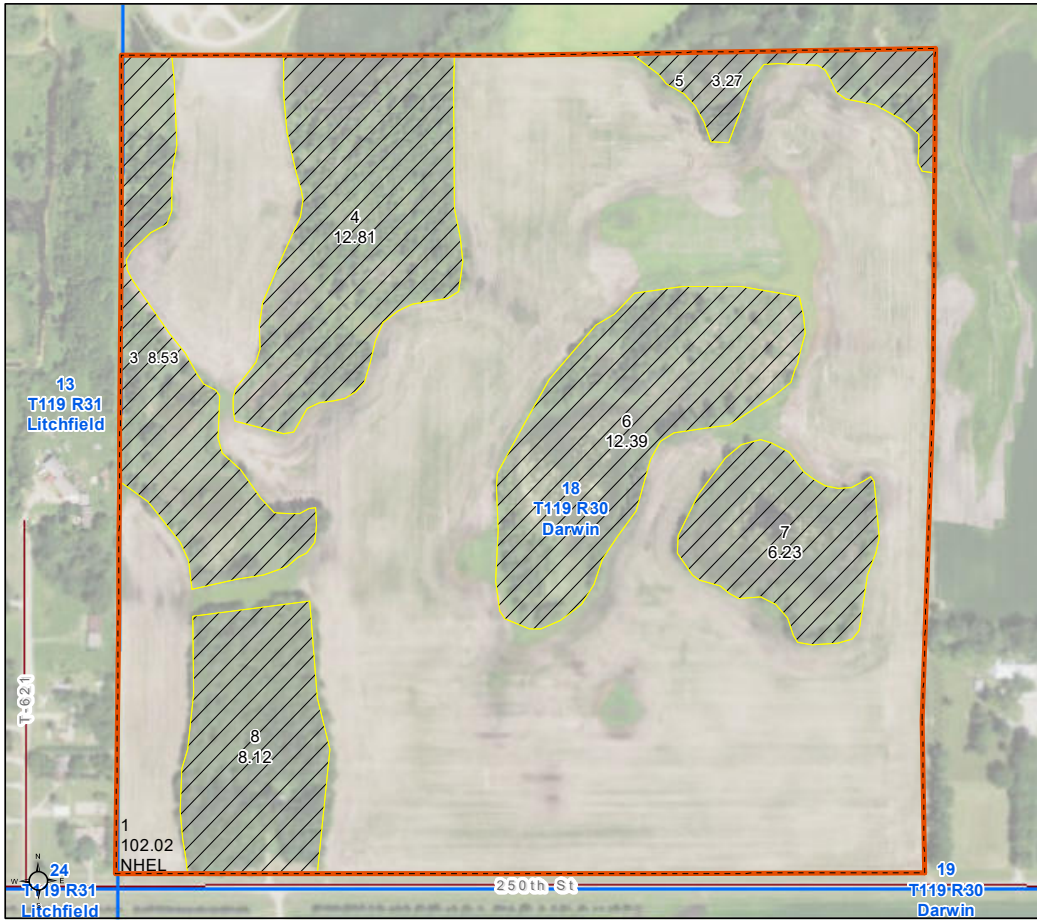 5 3.27
4
12.81
3 8.53
13
T119 R31
Litchfield
6
12.39
18
T119 R30
Darwin
7
6.23
T-621
8
8.12
1
102.02
NHEL
N
W E
S
24
T119 R31
Litchfield
250th St
19
T119 R30
Darwin